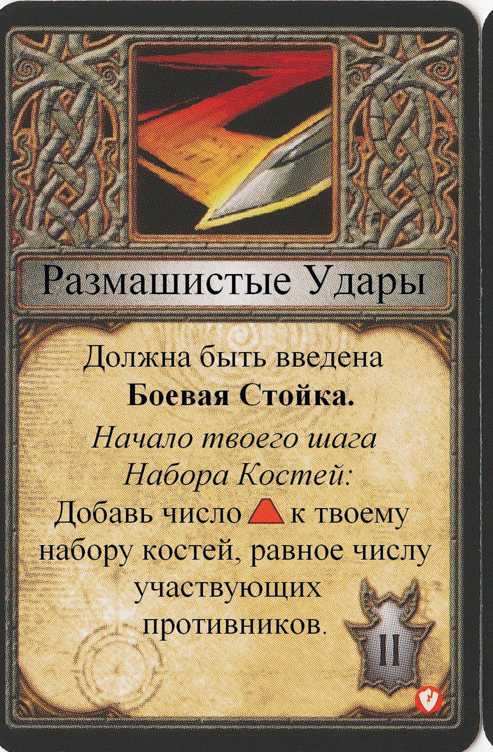 Размашистые Удары
Должна быть введена
Боевая Стойка.
Начало твоего шага
Набора Костей:
Добавь число к твоему
набору костей, равное числу
участвующих
противников.
II